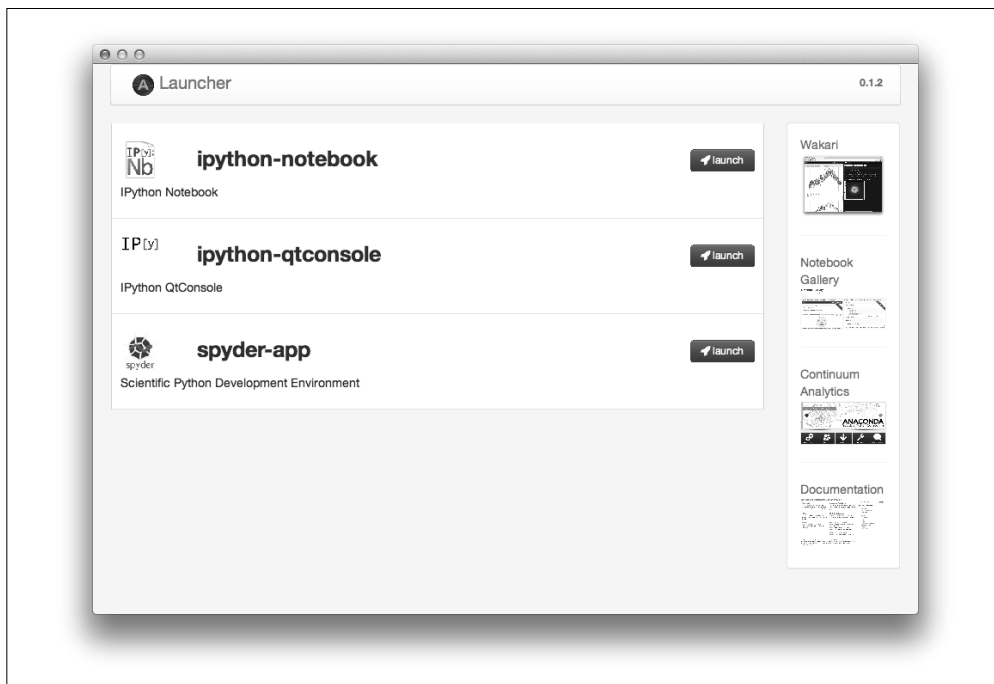 A Launcher
0.1.2
IP[y]:
Nb
ipython-notebook
launch
IPython Notebook
IP[y]
ipython-qtconsole
launch
IPython QtConsole
spyder
spyder-app
launch
Scientific Python Development Environment
Wakari
Notebook
Gallery
Continuum
Analytics
ANACONDA
Documentation